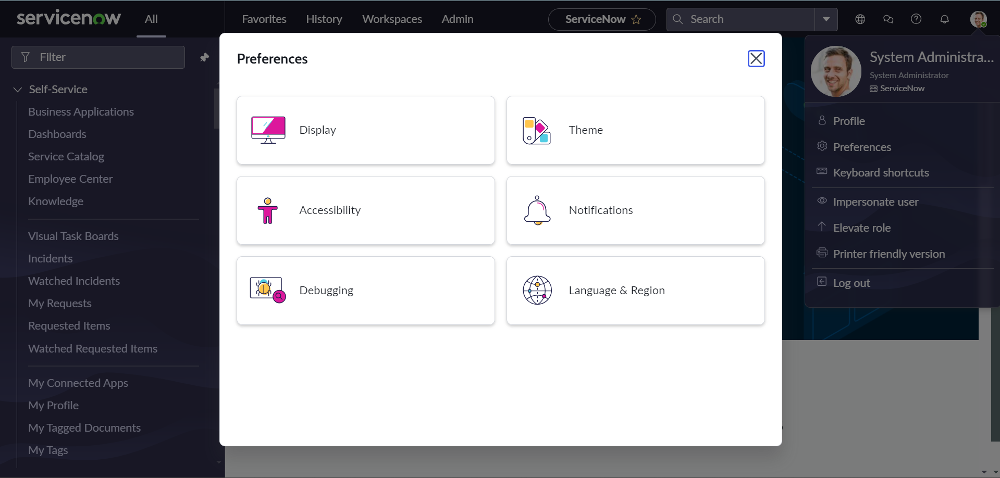 servicenow
All
Favorites
History
Workspaces
Admin
ServiceNow
Search
Filter
Self-Service
Business Applications
Dashboards
Service Catalog
Employee Center
Knowledge
Visual Task Boards
Incidents
Watched Incidents
My Requests
Requested Items
Watched Requested Items
My Connected Apps
My Profile
My Tagged Documents
My Tags
Preferences
Display
Theme
Accessibility
Notifications
Debugging
Language & Region
System Administra...
System Administrator
ServiceNow
Profile
Preferences
Keyboard shortcuts
Impersonate user
Elevate role
Printer friendly version
Log out